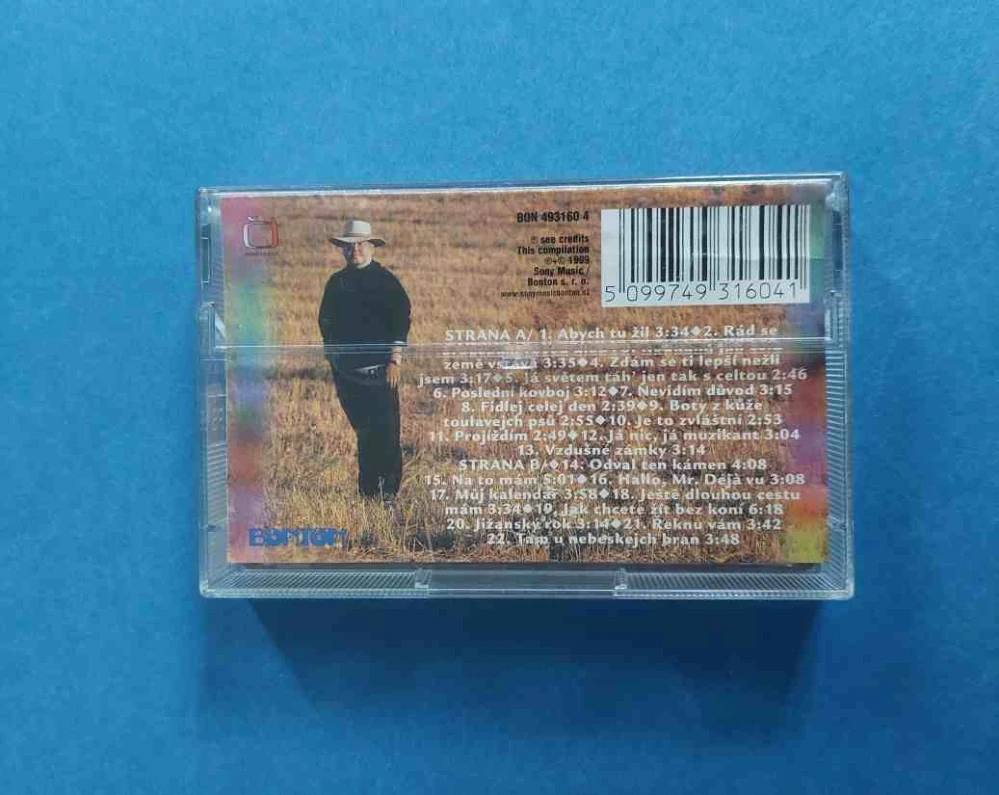 BON 493160 4
℗ see credits
This compilation
℗+© 1999
Sony Music /
Bonton s. r. o.
www.sonymusicbonton.cz
5 099749 316041
STRANA A/ 1. Abych tu žil 3:34◆2. Rád se
země vstává 3:35◆4. Zdám se ti lepší nežli
jsem 3:17◆5. Já světem táh' jen tak s celtou 2:46
6. Poslední kovboj 3:12◆7. Nevidím důvod 3:15
8. Fidlej celej den 2:39◆9. Boty z kůže
toulavejch psů 2:55◆10. Je to zvláštní 2:53
11. Projíždím 2:49◆12. Já nic, já muzikant 3:04
13. Vzdušné zámky 3:14
STRANA B/◆14. Odval ten kámen 4:08
15. Na to mám 5:01◆16. Hallo, Mr. Déjà vu 3:08
17. Můj kalendář 3:58◆18. Ještě dlouhou cestu
mám 3:34◆19. Jak chcete žít bez koní 6:18
20. Jižanský rok 3:14◆21. Řeknu vám 3:42
22. Tam u nebeskejch bran 3:48
BONTON